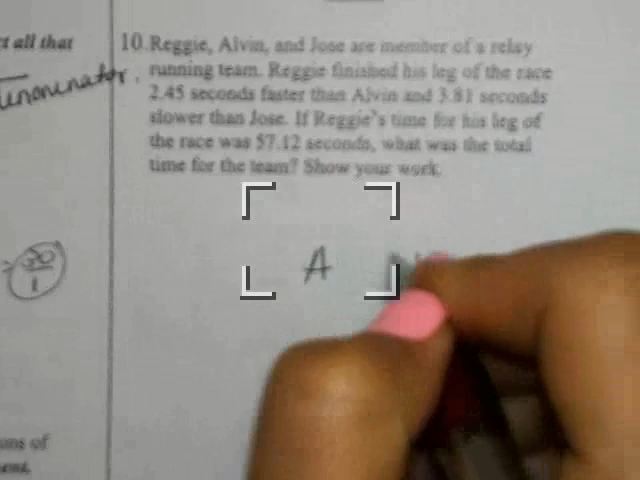 t all that
Denominator,
30
1
ons of
10. Reggie, Alvin, and Jose are member of a relay
running team. Reggie finished his leg of the race
2.45 seconds faster than Alvin and 3.81 seconds
slower than Jose. If Reggie's time for his leg of
the race was 57.12 seconds, what was the total
time for the team? Show your work.
A